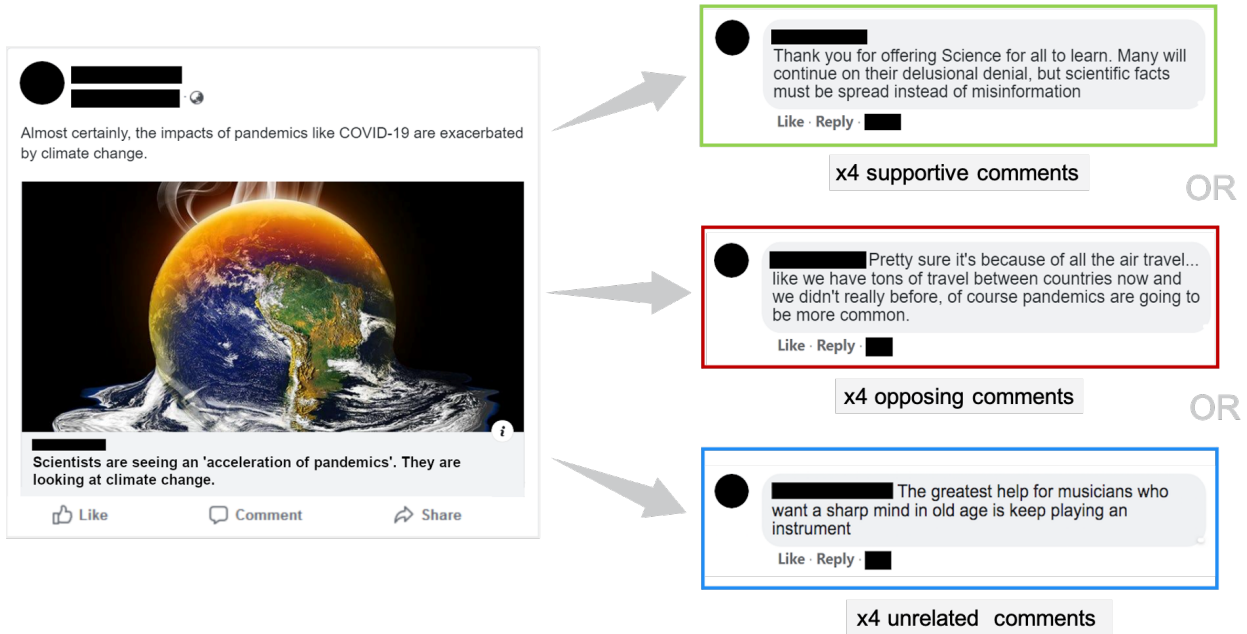 Almost certainly, the impacts of pandemics like COVID-19 are exacerbated
by climate change.
i
Scientists are seeing an 'acceleration of pandemics'. They are
looking at climate change.
Like
Comment
Share
Thank you for offering Science for all to learn. Many will
continue on their delusional denial, but scientific facts
must be spread instead of misinformation
Like · Reply ·
x4 supportive comments
OR
Pretty sure it's because of all the air travel...
like we have tons of travel between countries now and
we didn't really before, of course pandemics are going to
be more common.
Like · Reply ·
x4 opposing comments
OR
The greatest help for musicians who
want a sharp mind in old age is keep playing an
instrument
Like · Reply ·
x4 unrelated comments